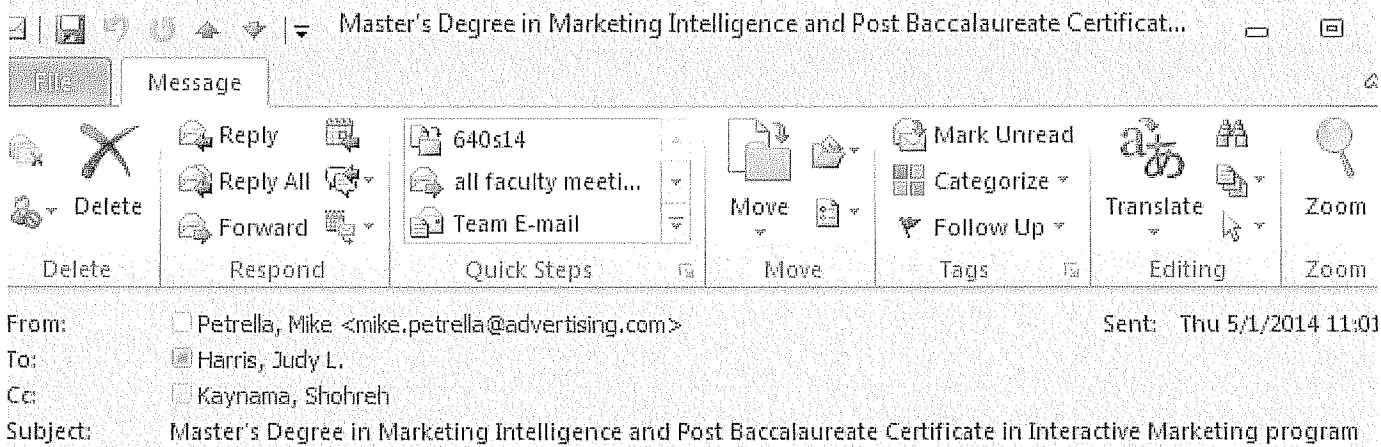 Master's Degree in Marketing Intelligence and Post Baccalaureate Certificat...
File Message
Reply 640s14 Mark Unread
Reply All all faculty meeti... Categorize
Delete Forward Team E-mail Move Follow Up Translate Zoom
Delete Respond Quick Steps Move Tags Editing Zoom
From: Petrella, Mike <mike.petrella@advertising.com> Sent: Thu 5/1/2014 11:01
To: Harris, Judy L.
Cc: Kaynama, Shohreh
Subject: Master's Degree in Marketing Intelligence and Post Baccalaureate Certificate in Interactive Marketing program